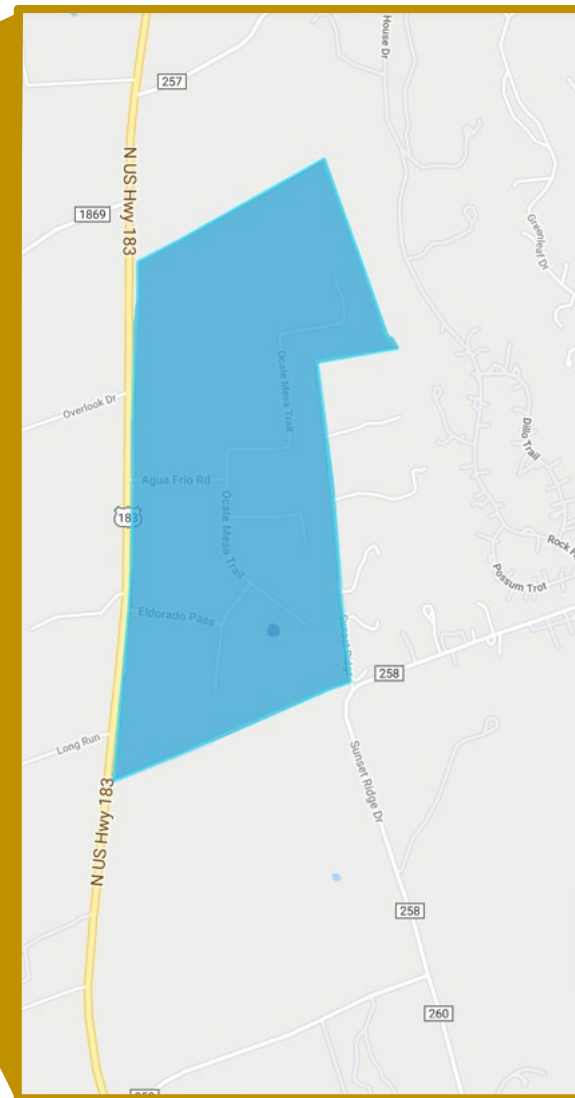 House Dr
257
N US Hwy 183
1869
Greenleaf Dr
Ocate Mesa Trail
Overlook Dr
Dillo Trail
Agua Frio Rd
Ocate Mesa Trail
183
Rock
Possum Trot
Eldorado Pass
Sunset Ridge
258
Long Run
Sunset Ridge Dr
N US Hwy 183
258
260